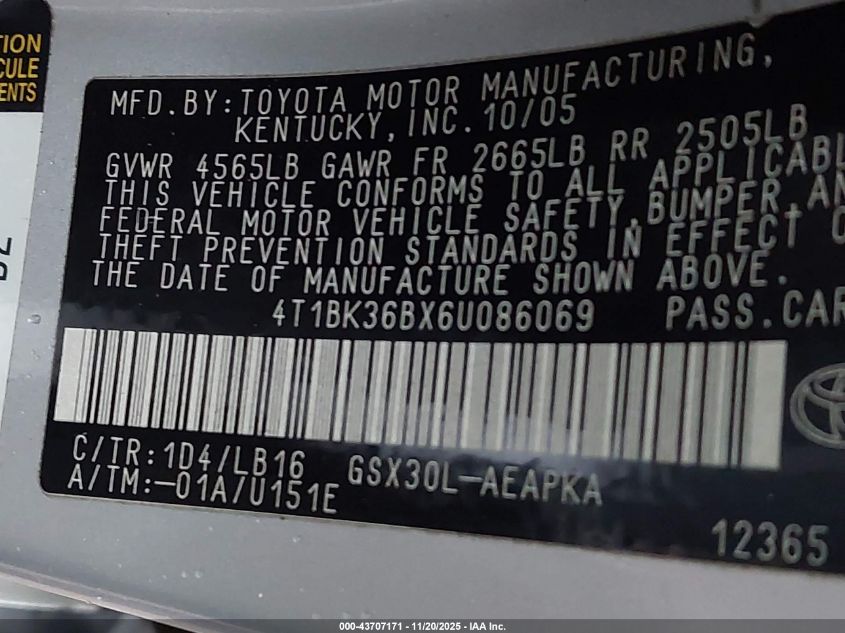 TION
CULE
ENTS
MFD.BY:TOYOTA MOTOR MANUFACTURING,
KENTUCKY,INC.10/05
GVWR 4565LB GAWR FR 2665LB RR 2505LB
THIS VEHICLE CONFORMS TO ALL APPLICABL
FEDERAL MOTOR VEHICLE SAFETY,BUMPER,AN
THEFT PREVENTION STANDARDS IN EFFECT O
THE DATE OF MANUFACTURE SHOWN ABOVE.
4T1BK36BX6U086069 PASS.CAR
C/TR:1D4/LB16 GSX30L-AEAPKA
A/TM:-01A/U151E
12365
000-43707171 - 11/20/2025 - IAA Inc.